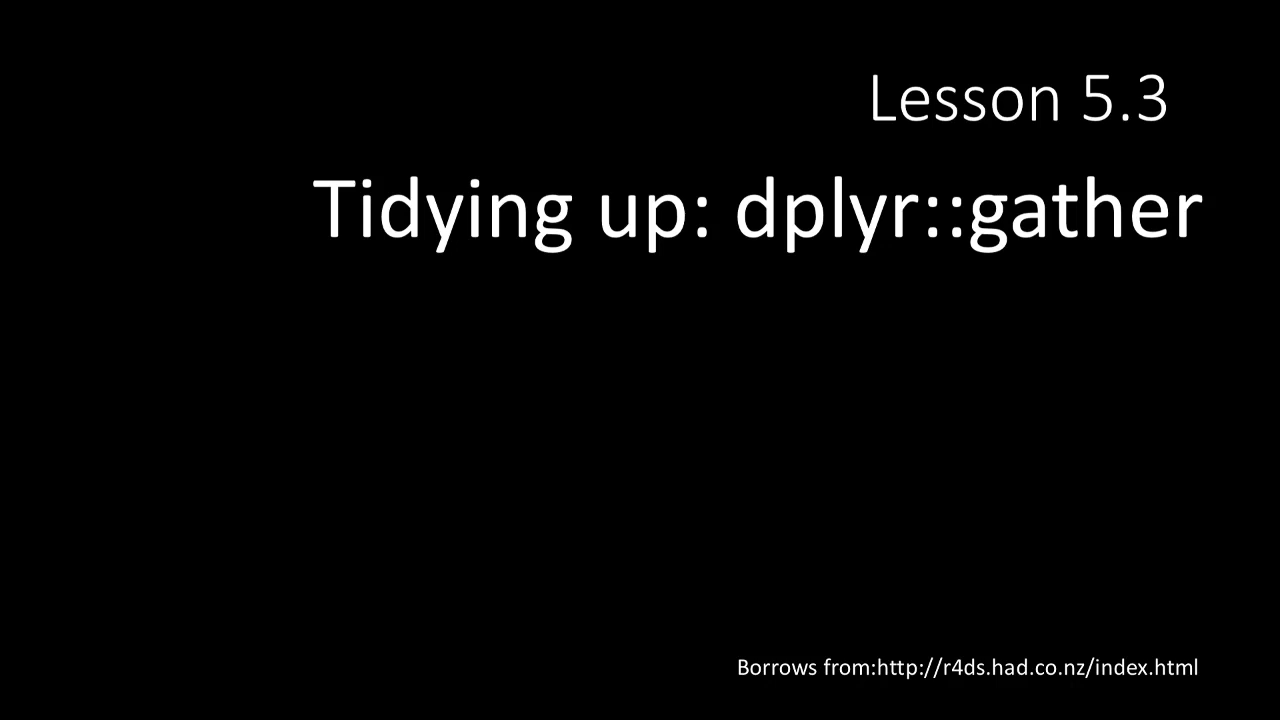 Lesson 5.3
Tidying up: dplyr::gather
Borrows from:http://r4ds.had.co.nz/index.html